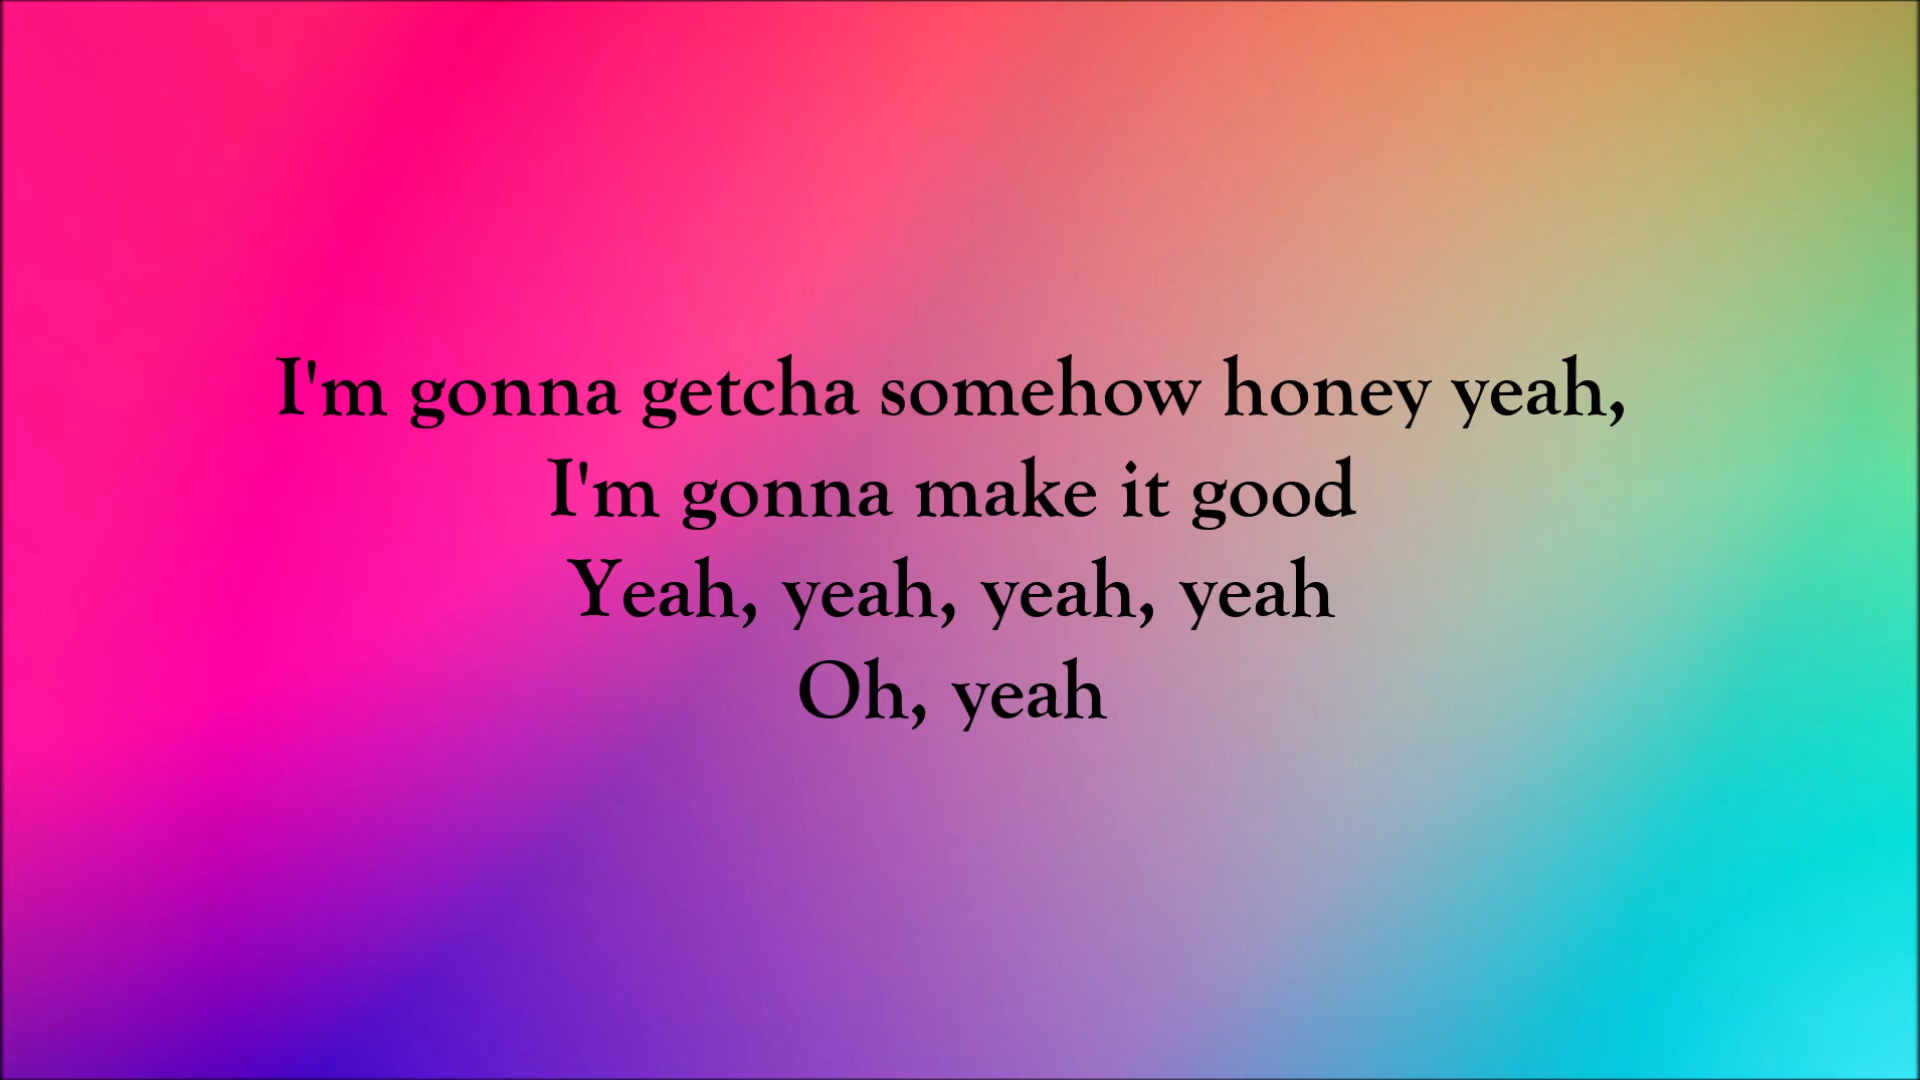 I'm gonna getcha somehow honey yeah,
I'm gonna make it good
Yeah, yeah, yeah, yeah
Oh, yeah